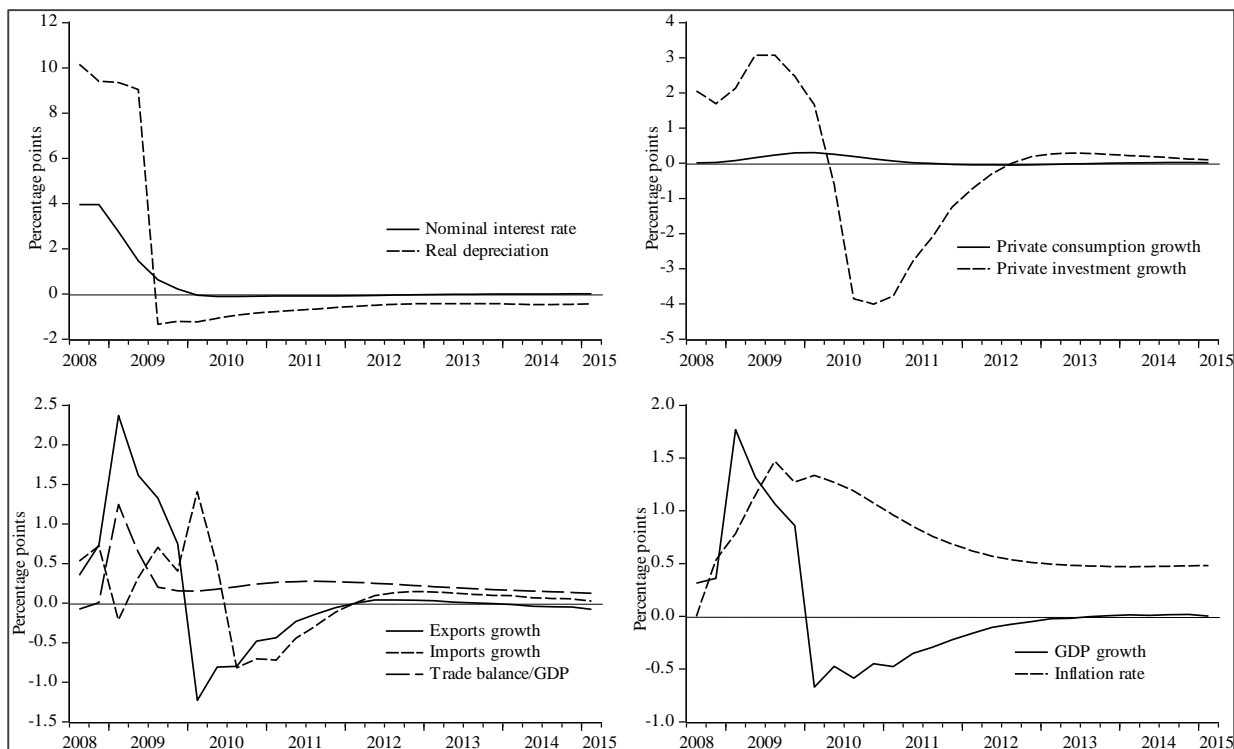 12
10
8
6
4
2
0
-2
Percentage points
Nominal interest rate
Real depreciation
2008 2009 2010 2011 2012 2013 2014 2015
4
3
2
1
0
-1
-2
-3
-4
-5
Percentage points
Private consumption growth
Private investment growth
2008 2009 2010 2011 2012 2013 2014 2015
2.5
2.0
1.5
1.0
0.5
0.0
-0.5
-1.0
-1.5
Percentage points
Exports growth
Imports growth
Trade balance/GDP
2008 2009 2010 2011 2012 2013 2014 2015
2.0
1.5
1.0
0.5
0.0
-0.5
-1.0
Percentage points
GDP growth
Inflation rate
2008 2009 2010 2011 2012 2013 2014 2015